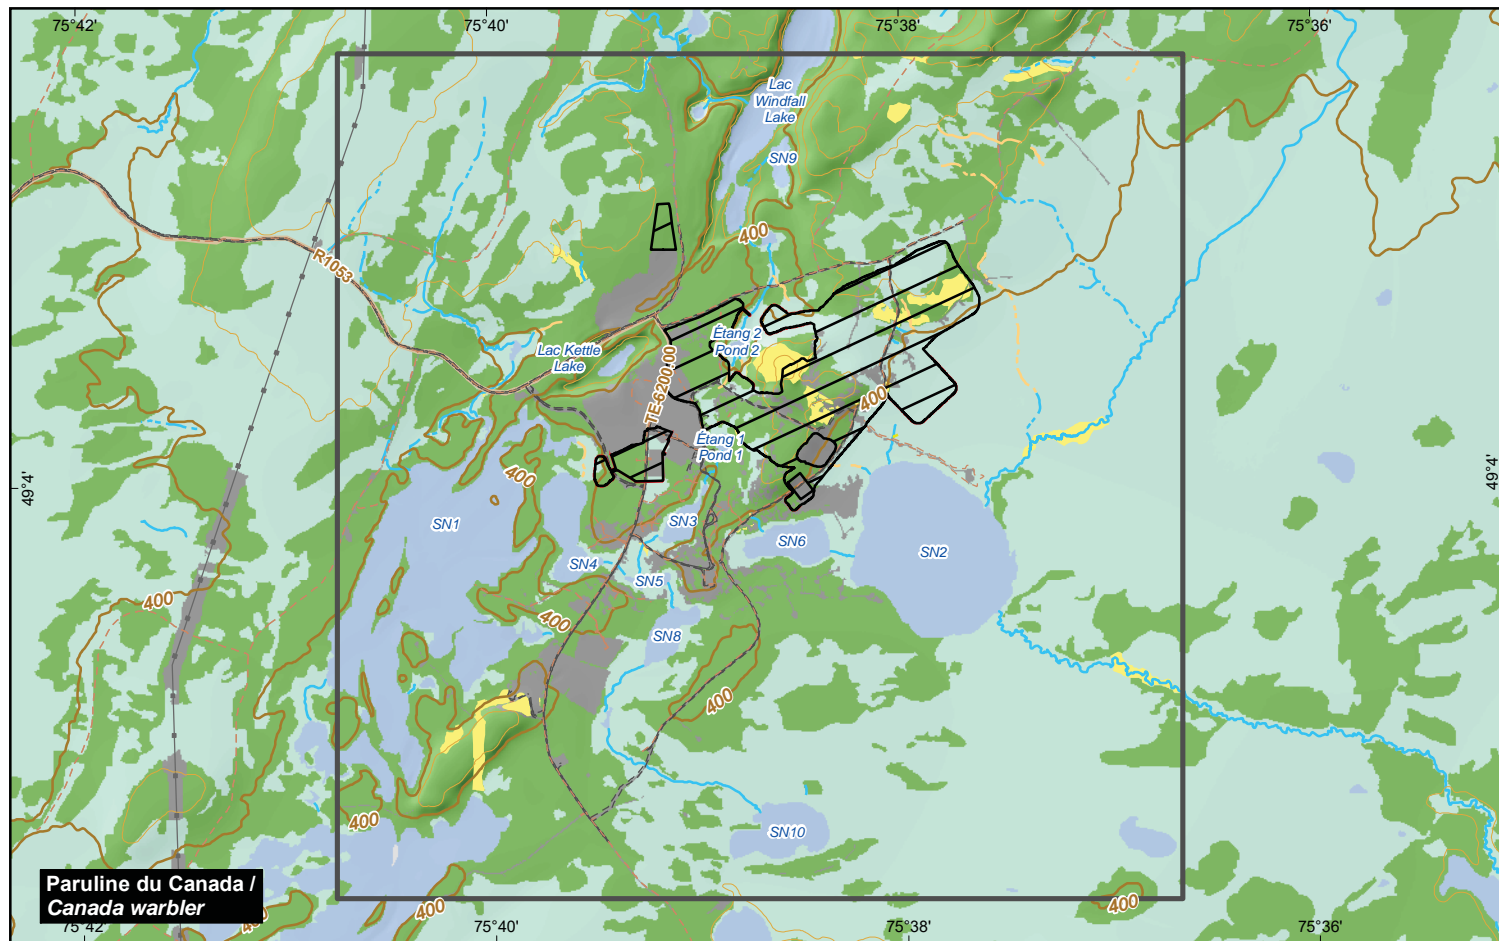 75°42'
75°40'
75°38'
75°36'
Lac
Windfall
Lake
SN9
400
R1053
Étang 2
Pond 2
Lac Kettle
Lake
TE-6200-00
400
Étang 1
Pond 1
49°4'
49°4'
400
SN1
SN3
SN6
SN2
SN4
SN5
400
400
SN8
400
400
SN10
Paruline du Canada /
Canada warbler
400
400
400
75°42'
75°40'
75°38'
75°36'